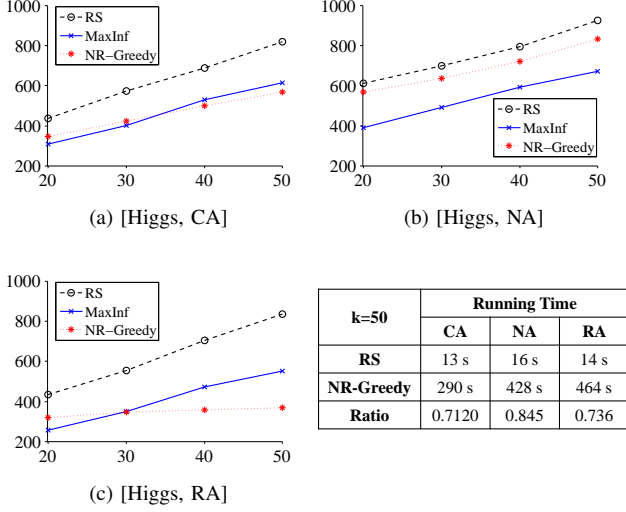 1000
800
600
400
200
20 30 40 50
RS
MaxInf
NR−Greedy
(a) [Higgs, CA]
1000
800
600
400
200
20 30 40 50
RS
MaxInf
NR−Greedy
(b) [Higgs, NA]
1000
800
600
400
200
20 30 40 50
RS
MaxInf
NR−Greedy
(c) [Higgs, RA]
k=50 Running Time
CA NA RA
RS 13 s 16 s 14 s
NR-Greedy 290 s 428 s 464 s
Ratio 0.7120 0.845 0.736